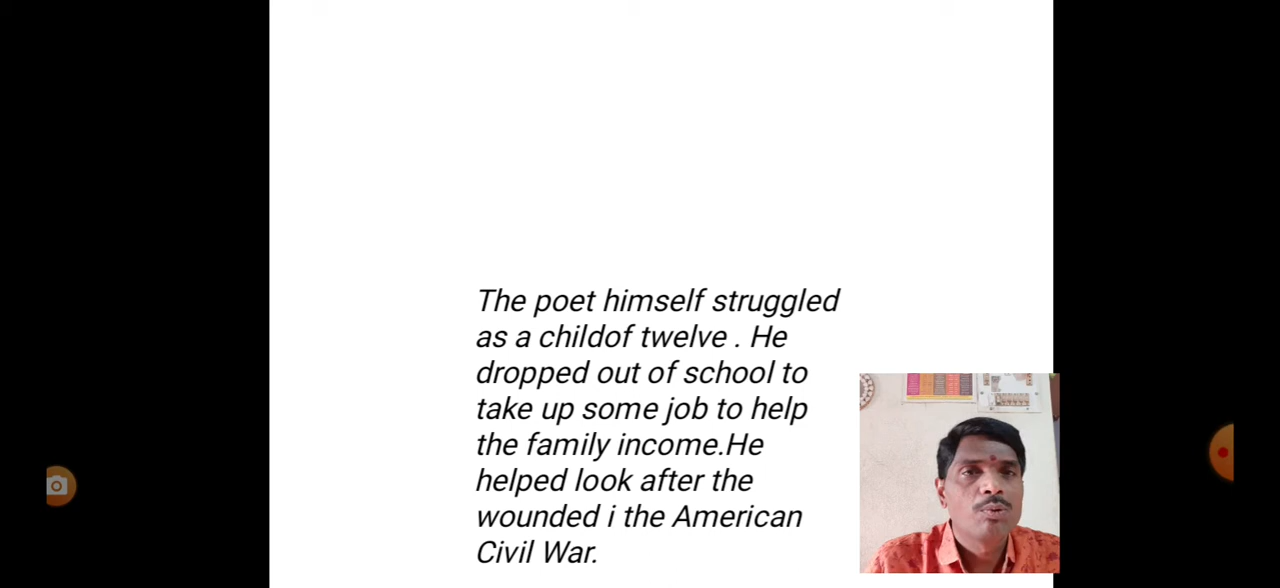 The poet himself struggled
as a childof twelve . He
dropped out of school to
take up some job to help
the family income.He
helped look after the
wounded i the American
Civil War.